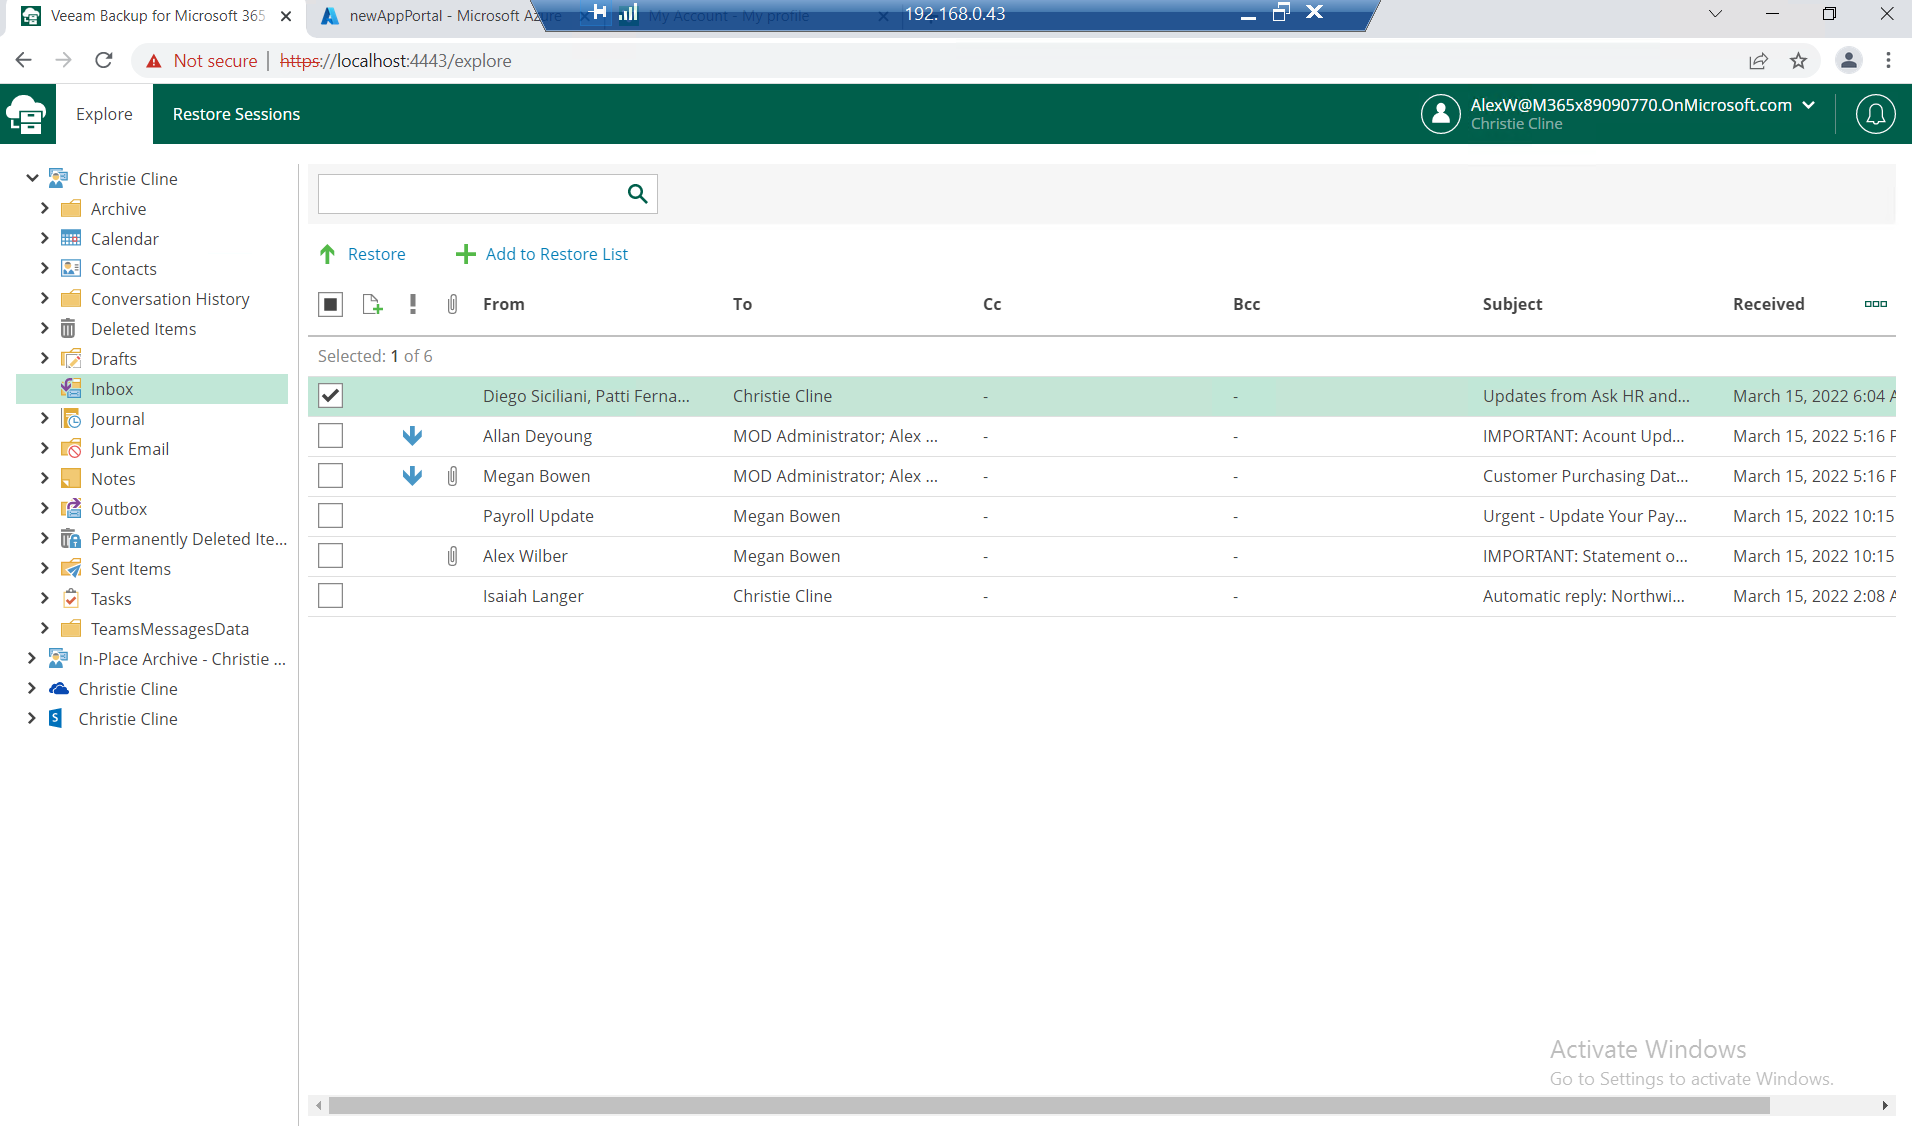 Veeam Backup for Microsoft 365
newAppPortal - Microsoft Azure
My Account - My profile
192.168.0.43
Not secure | https://localhost:4443/explore
Explore
Restore Sessions
AlexW@M365x89090770.OnMicrosoft.com
Christie Cline
Christie Cline
Archive
Calendar
Contacts
Conversation History
Deleted Items
Drafts
Inbox
Journal
Junk Email
Notes
Outbox
Permanently Deleted Ite...
Sent Items
Tasks
TeamsMessagesData
In-Place Archive - Christie ...
Christie Cline
Christie Cline
Restore
Add to Restore List
From To Cc Bcc Subject Received
Selected: 1 of 6
Diego Siciliani, Patti Ferna... Christie Cline - - Updates from Ask HR and... March 15, 2022 6:04 A
Allan Deyoung MOD Administrator; Alex ... - - IMPORTANT: Acount Upd... March 15, 2022 5:16 P
Megan Bowen MOD Administrator; Alex ... - - Customer Purchasing Dat... March 15, 2022 5:16 P
Payroll Update Megan Bowen - - Urgent - Update Your Pay... March 15, 2022 10:15
Alex Wilber Megan Bowen - - IMPORTANT: Statement o... March 15, 2022 10:15
Isaiah Langer Christie Cline - - Automatic reply: Northwi... March 15, 2022 2:08 A
Activate Windows
Go to Settings to activate Windows.